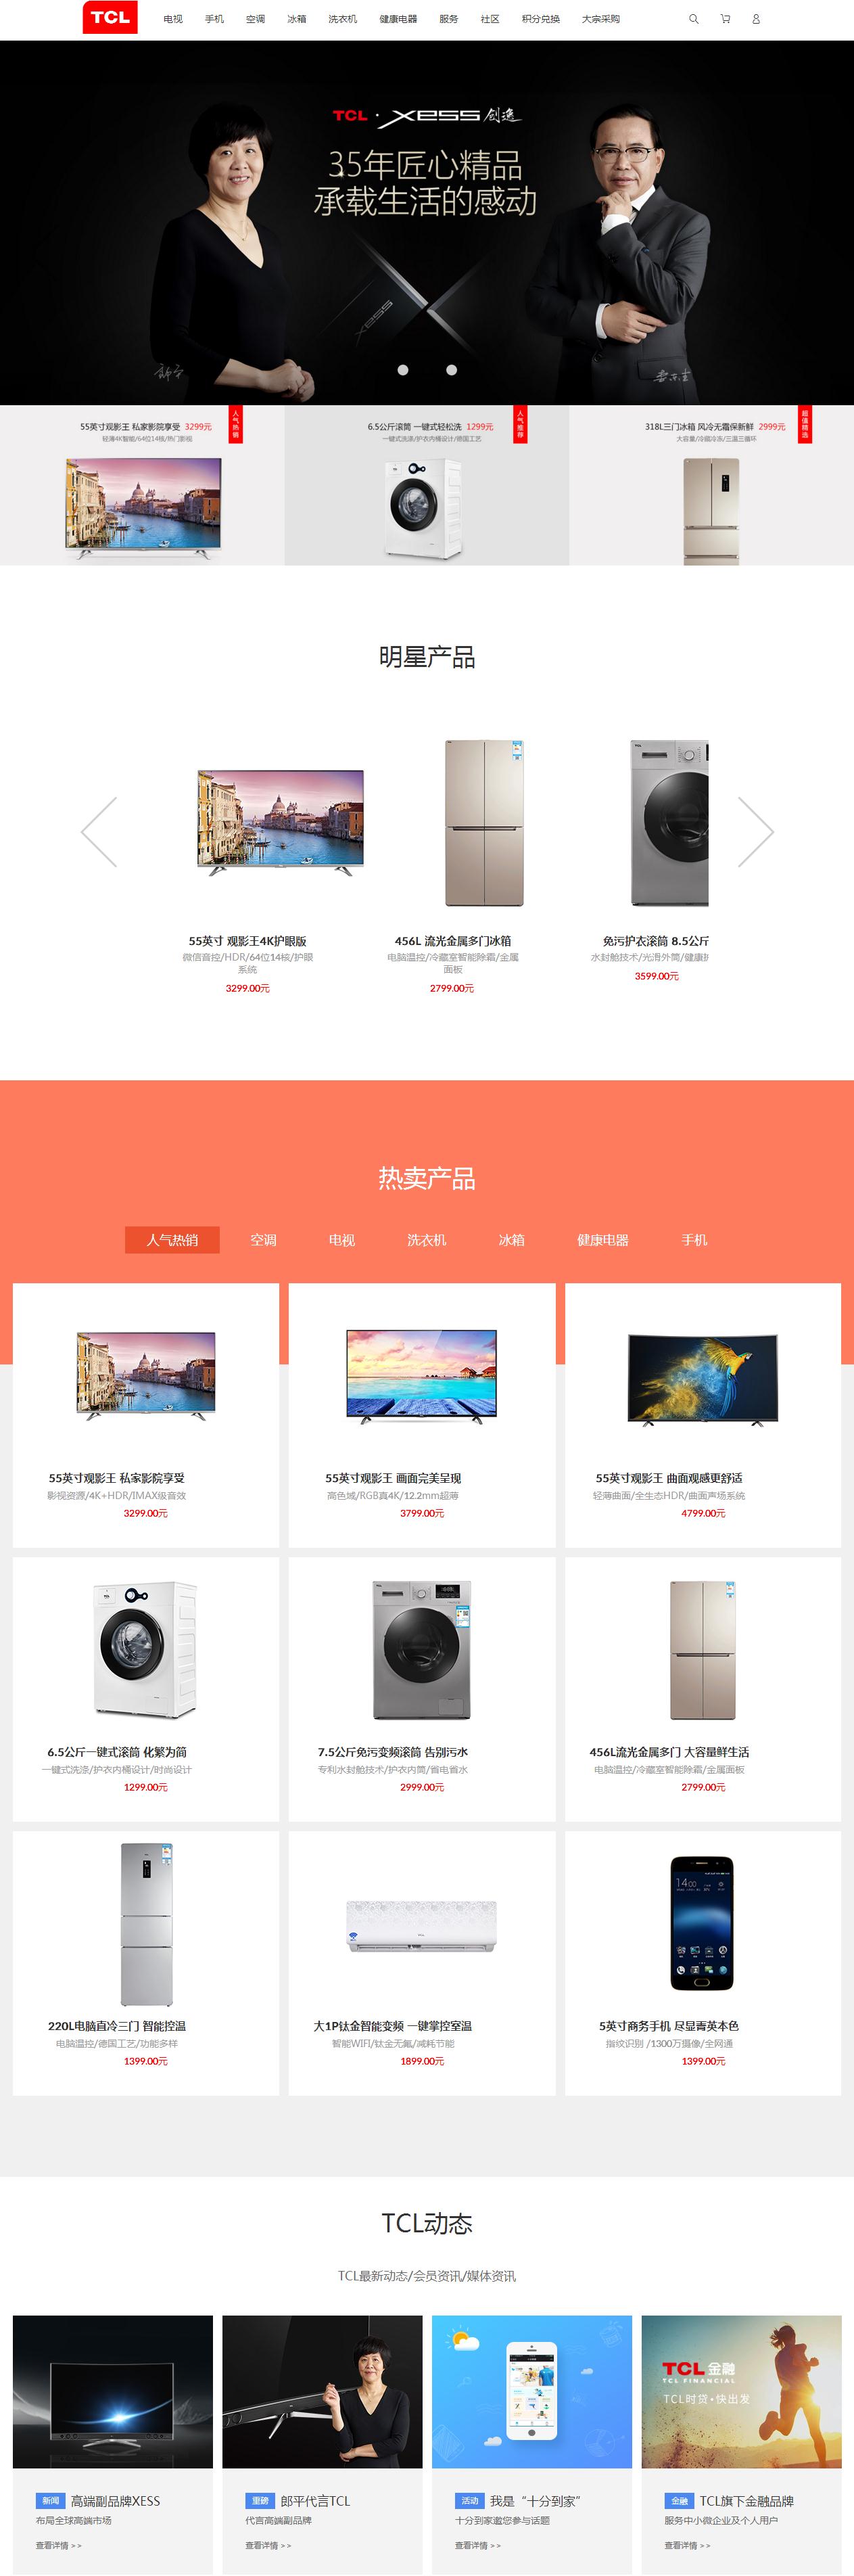 TCL 电视 手机 空调 冰箱 洗衣机 健康电器 服务 社区 积分兑换 大宗采购
TCL · XESS 创逸
35年匠心精品
承载生活的感动
XESS
55英寸观影王 私家影院享受 3299元
轻薄4K智能/64位14核/热门影视
人气热销
6.5公斤滚筒 一键式轻松洗 1299元
一键式洗涤/护衣内桶设计/德国工艺
人气推荐
318L三门冰箱 风冷无霜保新鲜 2999元
大容量/冷藏冷冻/三温三循环
超值精选
明星产品
55英寸 观影王4K护眼版
微信音控/HDR/64位14核/护眼
系统
3299.00元
456L 流光金属多门冰箱
电脑温控/冷藏室智能除霜/金属
面板
2799.00元
免污护衣滚筒 8.5公斤
水封舱技术/光滑外筒/健康护
3599.00元
热卖产品
人气热销 空调 电视 洗衣机 冰箱 健康电器 手机
55英寸观影王 私家影院享受
影视资源/4K+HDR/IMAX级音效
3299.00元
55英寸观影王 画面完美呈现
高色域/RGB真4K/12.2mm超薄
3799.00元
55英寸观影王 曲面观感更舒适
轻薄曲面/全生态HDR/曲面声场系统
4799.00元
6.5公斤一键式滚筒 化繁为简
一键式洗涤/护衣内桶设计/时尚设计
1299.00元
7.5公斤免污变频滚筒 告别污水
专利水封舱技术/护衣内筒/省电省水
2999.00元
456L流光金属多门 大容量鲜生活
电脑温控/冷藏室智能除霜/金属面板
2799.00元
220L电脑直冷三门 智能控温
电脑温控/德国工艺/功能多样
1399.00元
大1P钛金智能变频 一键掌控室温
智能WIFI/钛金无氟/减耗节能
1899.00元
14:00
5英寸商务手机 尽显菁英本色
指纹识别 /1300万摄像/全网通
1399.00元
TCL动态
TCL最新动态/会员资讯/媒体资讯
新闻 高端副品牌XESS
布局全球高端市场
查看详情 > >
重磅 郎平代言TCL
代言高端副品牌
查看详情 > >
活动 我是“十分到家”
十分到家邀您参与话题
查看详情 > >
TCL 金融
TCL FINANCIAL
TCL时贷·快出发
金融 TCL旗下金融品牌
服务中小微企业及个人用户
查看详情 > >